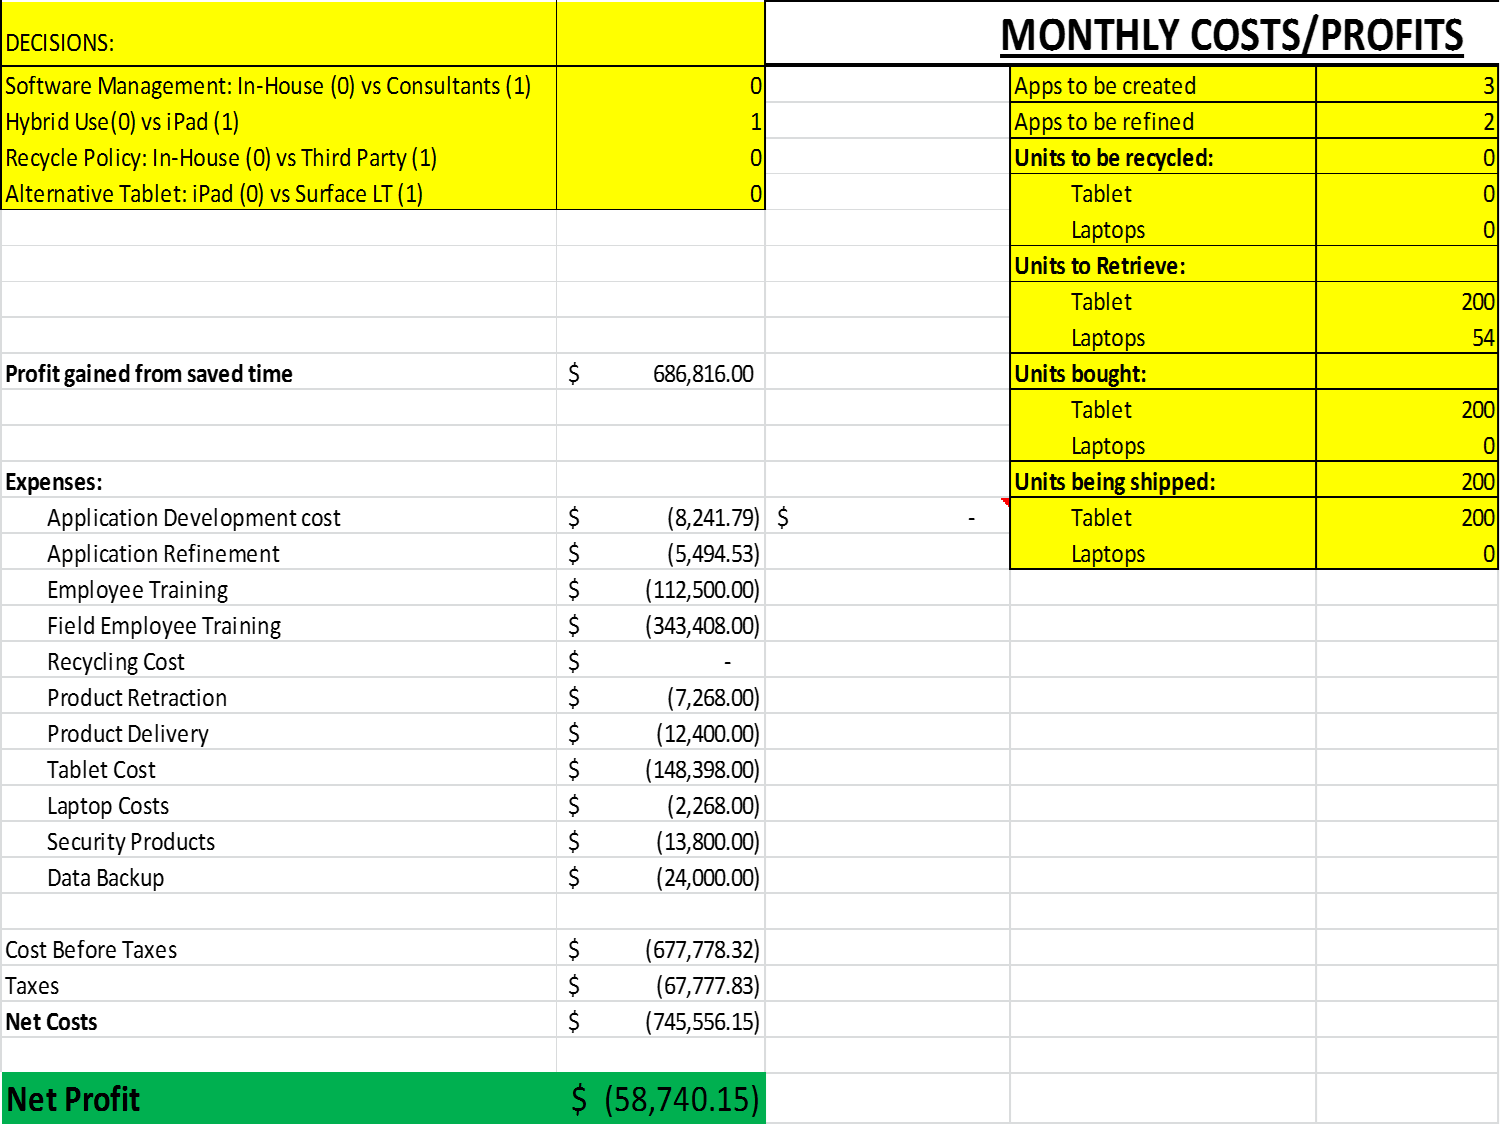 MONTHLY COSTS/PROFITS
DECISIONS:
Software Management: In-House (0) vs Consultants (1) 0
Hybrid Use(0) vs iPad (1) 1
Recycle Policy: In-House (0) vs Third Party (1) 0
Alternative Tablet: iPad (0) vs Surface LT (1) 0
Profit gained from saved time $ 686,816.00
Expenses:
Application Development cost $ (8,241.79) $ -
Application Refinement $ (5,494.53)
Employee Training $ (112,500.00)
Field Employee Training $ (343,408.00)
Recycling Cost $ -
Product Retraction $ (7,268.00)
Product Delivery $ (12,400.00)
Tablet Cost $ (148,398.00)
Laptop Costs $ (2,268.00)
Security Products $ (13,800.00)
Data Backup $ (24,000.00)
Cost Before Taxes $ (677,778.32)
Taxes $ (67,777.83)
Net Costs $ (745,556.15)
Net Profit $ (58,740.15)
Apps to be created 3
Apps to be refined 2
Units to be recycled: 0
Tablet 0
Laptops 0
Units to Retrieve:
Tablet 200
Laptops 54
Units bought:
Tablet 200
Laptops 0
Units being shipped: 200
Tablet 200
Laptops 0